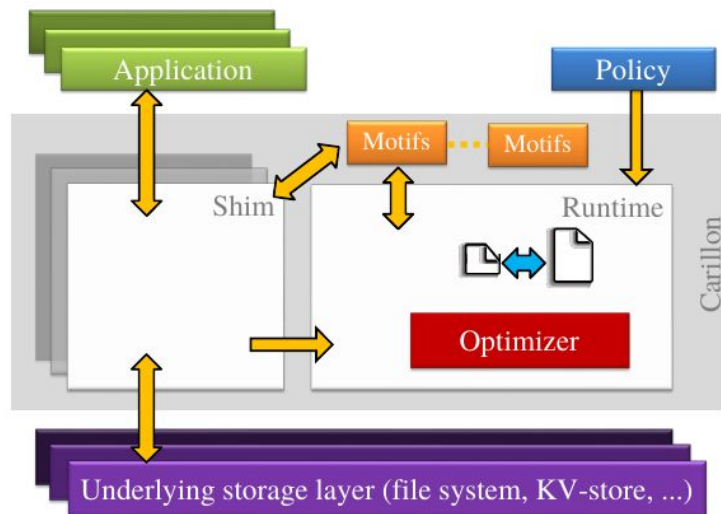 Application
Policy
Motifs
Motifs
Shim
Runtime
Carillon
Optimizer
Underlying storage layer (file system, KV-store, ...)